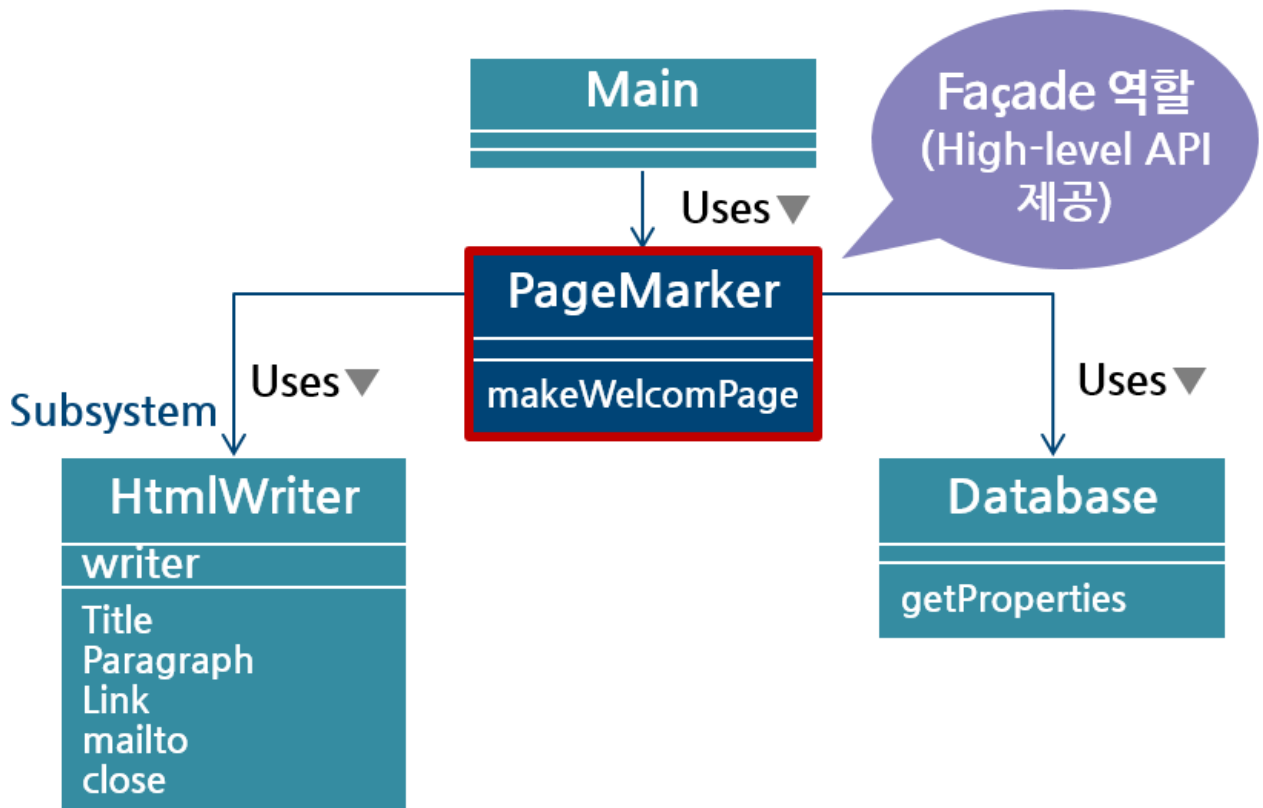 Main
Façade 역할
(High-level API
제공)
Uses▼
PageMarker
makeWelcomPage
Uses▼
Uses▼
Subsystem
HtmlWriter
writer
Title
Paragraph
Link
mailto
close
Database
getProperties